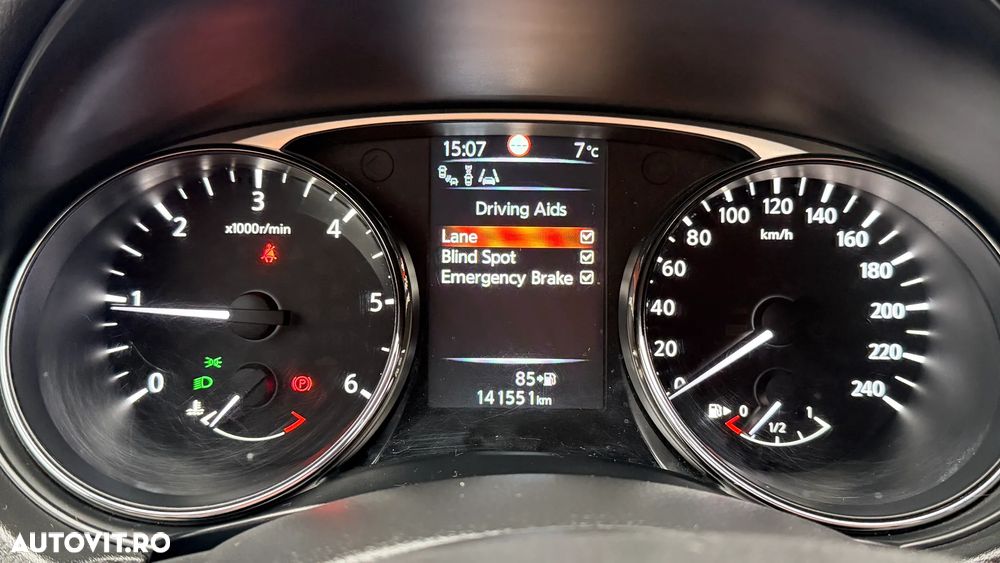 15:07 7°C
Driving Aids
Lane
Blind Spot
Emergency Brake
85
141551 km
0 1 2 3 4 5 6
x1000r/min
P
0 20 40 60 80 100 120 140 160 180 200 220 240
km/h
0 1/2 1
AUTOVIT.RO